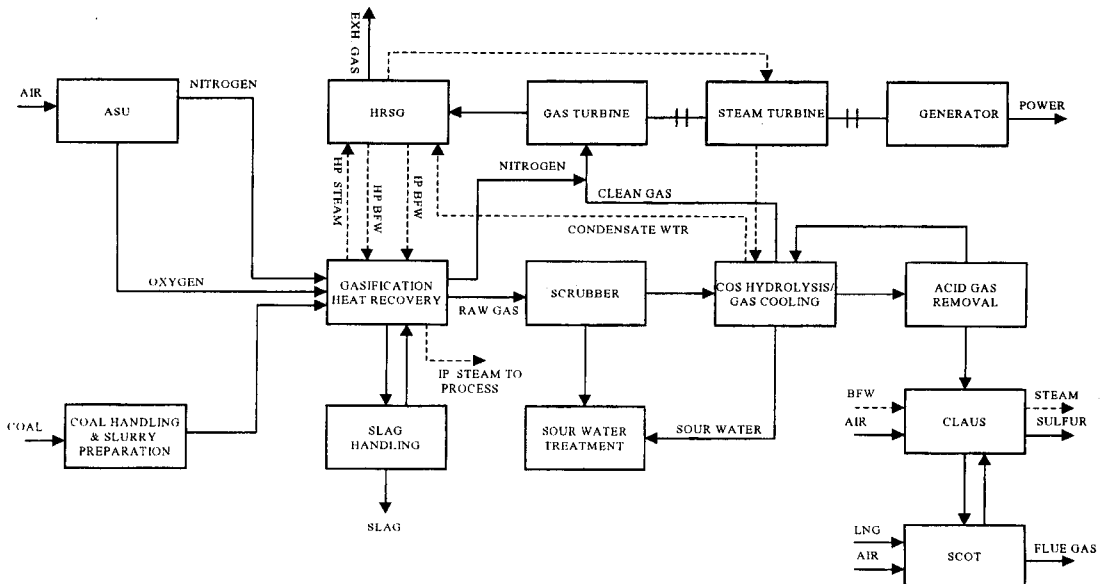 EXH. GAS
NITROGEN
AIR
ASU
HRSG
GAS TURBINE
STEAM TURBINE
GENERATOR
POWER
HP STEAM
HP BFW
IP BFW
NITROGEN
CLEAN GAS
CONDENSATE WTR
OXYGEN
GASIFICATION
HEAT RECOVERY
RAW GAS
SCRUBBER
COS HYDROLYSIS/
GAS COOLING
ACID GAS
REMOVAL
IP STEAM TO
PROCESS
COAL
COAL HANDLING
& SLURRY
PREPARATION
SLAG
HANDLING
SOUR WATER
TREATMENT
SOUR WATER
BFW
AIR
CLAUS
STEAM
SULFUR
SLAG
LNG
AIR
SCOT
FLUE GAS